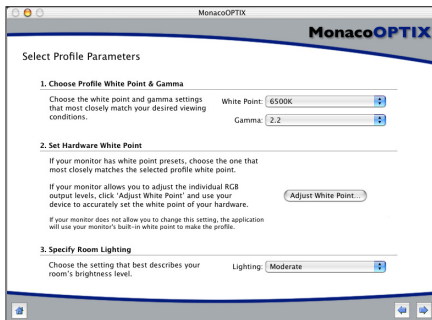 MonacoOPTIX
MonacoOPTIX
Select Profile Parameters
1. Choose Profile White Point & Gamma
Choose the white point and gamma settings
that most closely match your desired viewing
conditions.
White Point: 6500K
Gamma: 2.2
2. Set Hardware White Point
If your monitor has white point presets, choose the one that
most closely matches the selected profile white point.
If your monitor allows you to adjust the individual RGB
output levels, click 'Adjust White Point' and use your
device to accurately set the white point of your hardware.
Adjust White Point...
If your monitor does not allow you to change this setting, the application
will use your monitor's built-in white point to make the profile.
3. Specify Room Lighting
Choose the setting that best describes your
room's brightness level.
Lighting: Moderate